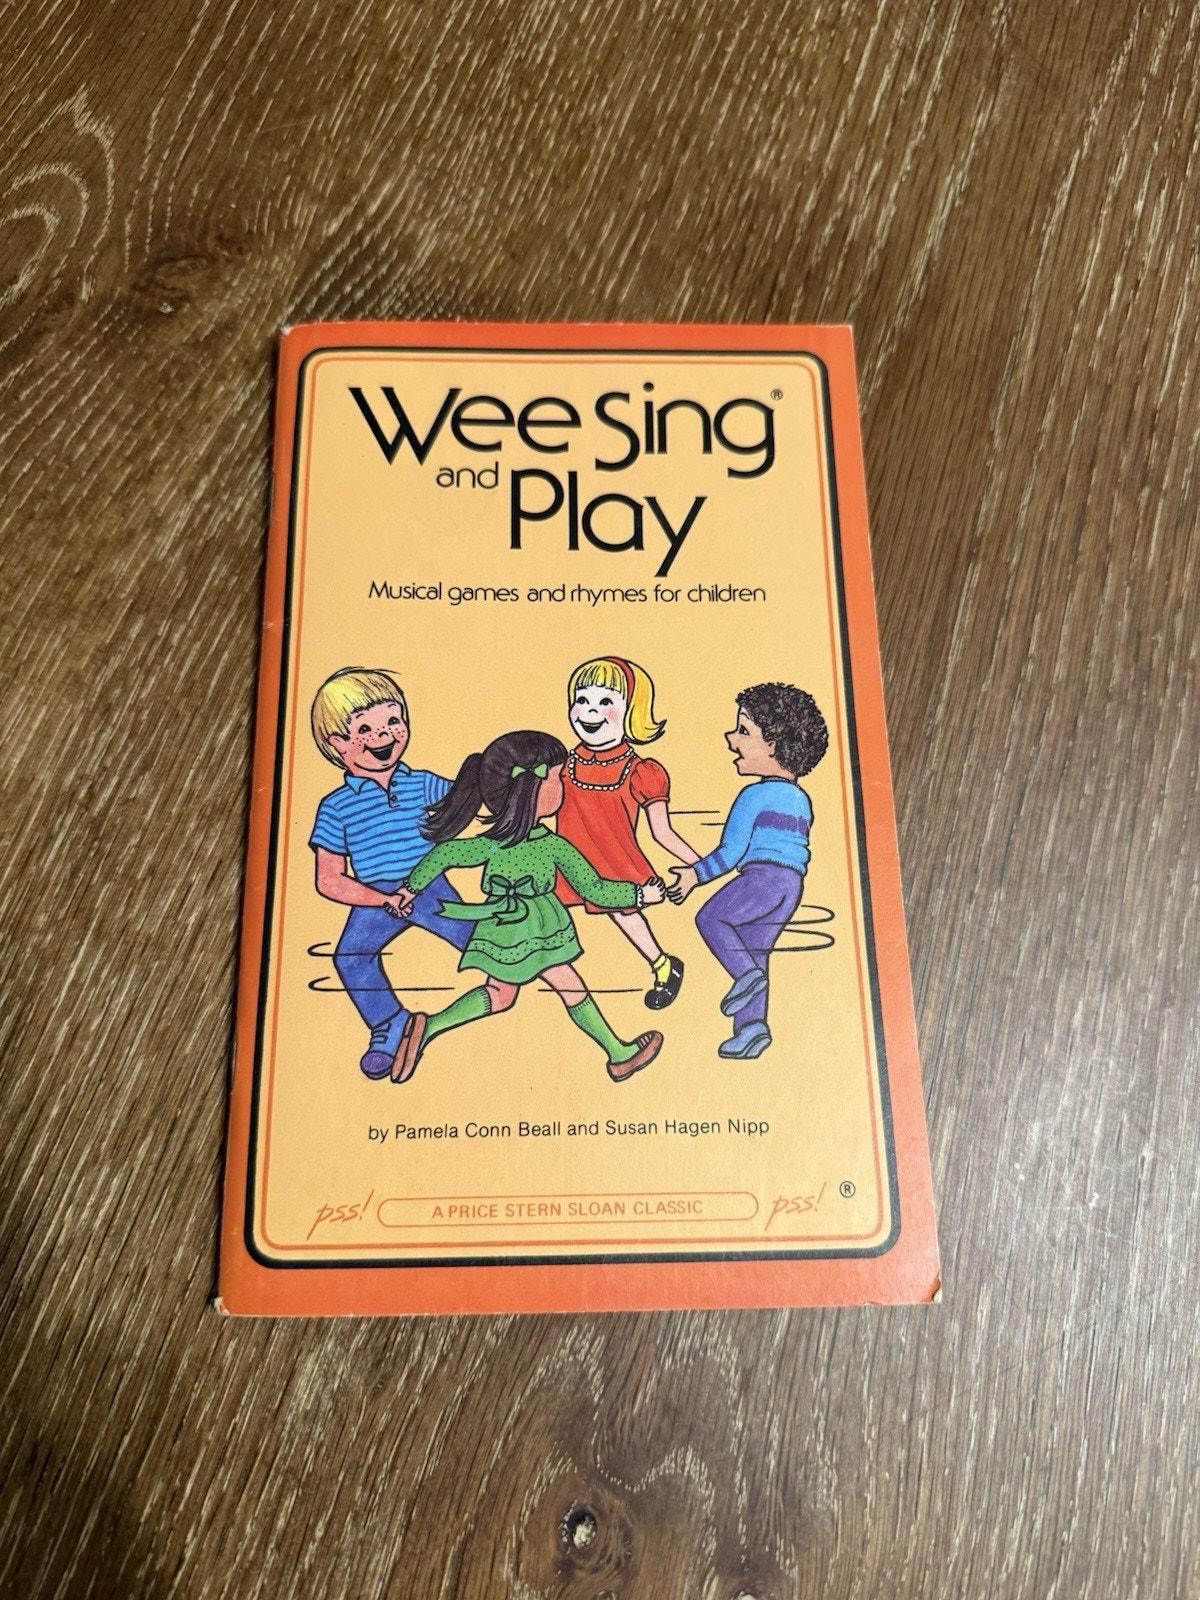 Wee Sing®
and Play
Musical games and rhymes for children
by Pamela Conn Beall and Susan Hagen Nipp
pss! A PRICE STERN SLOAN CLASSIC pss! ®